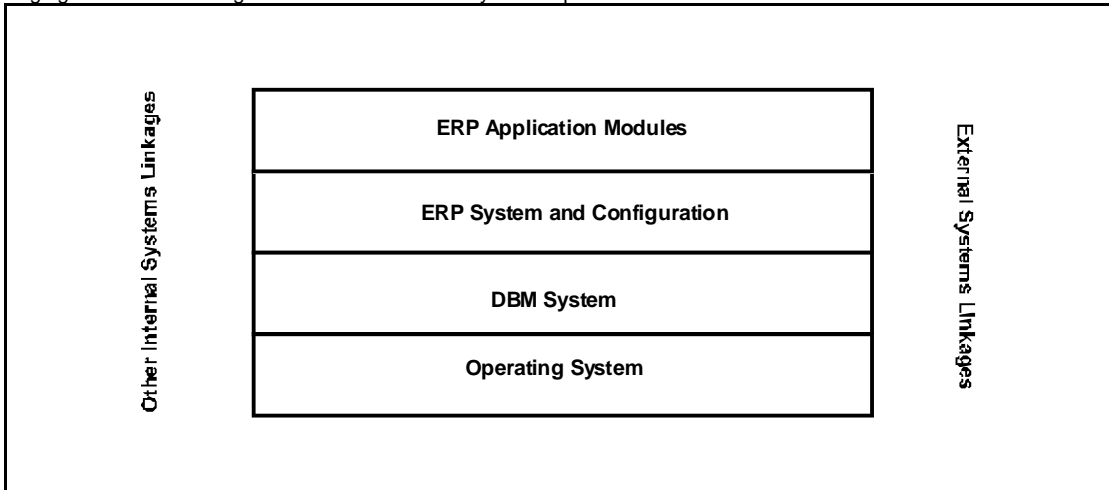 Other Internal Systems Linkages
ERP Application Modules
ERP System and Configuration
DBM System
Operating System
External Systems Linkages